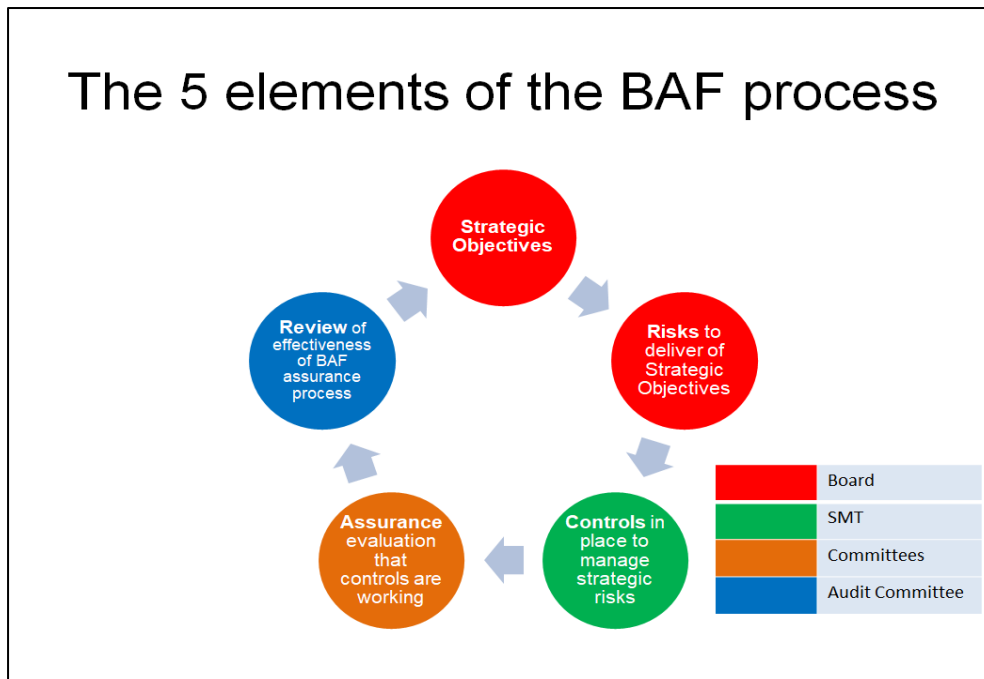 The 5 elements of the BAF process
Strategic
Objectives
Risks to
deliver of
Strategic
Objectives
Controls in
place to
manage
strategic
risks
Assurance
evaluation
that
controls are
working
Review of
effectiveness
of BAF
assurance
process
Board
SMT
Committees
Audit Committee